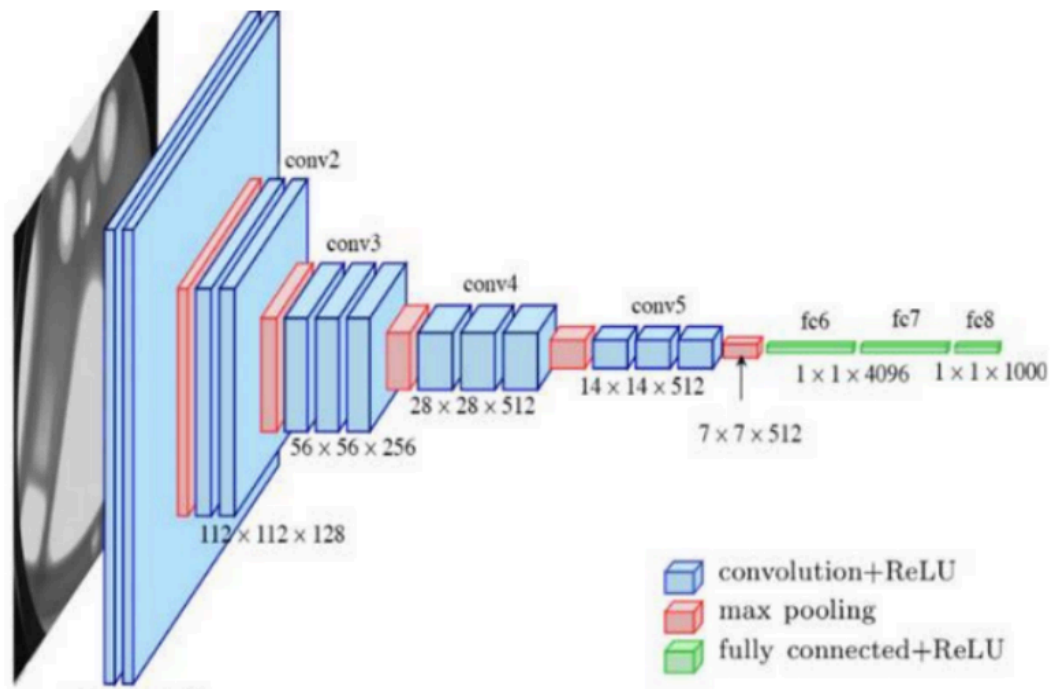 conv2
conv3
conv4
conv5
fc6 fc7 fc8
1 × 1 × 4096 1 × 1 × 1000
14 × 14 × 512
28 × 28 × 512
7 × 7 × 512
56 × 56 × 256
112 × 112 × 128
convolution+ReLU
max pooling
fully connected+ReLU